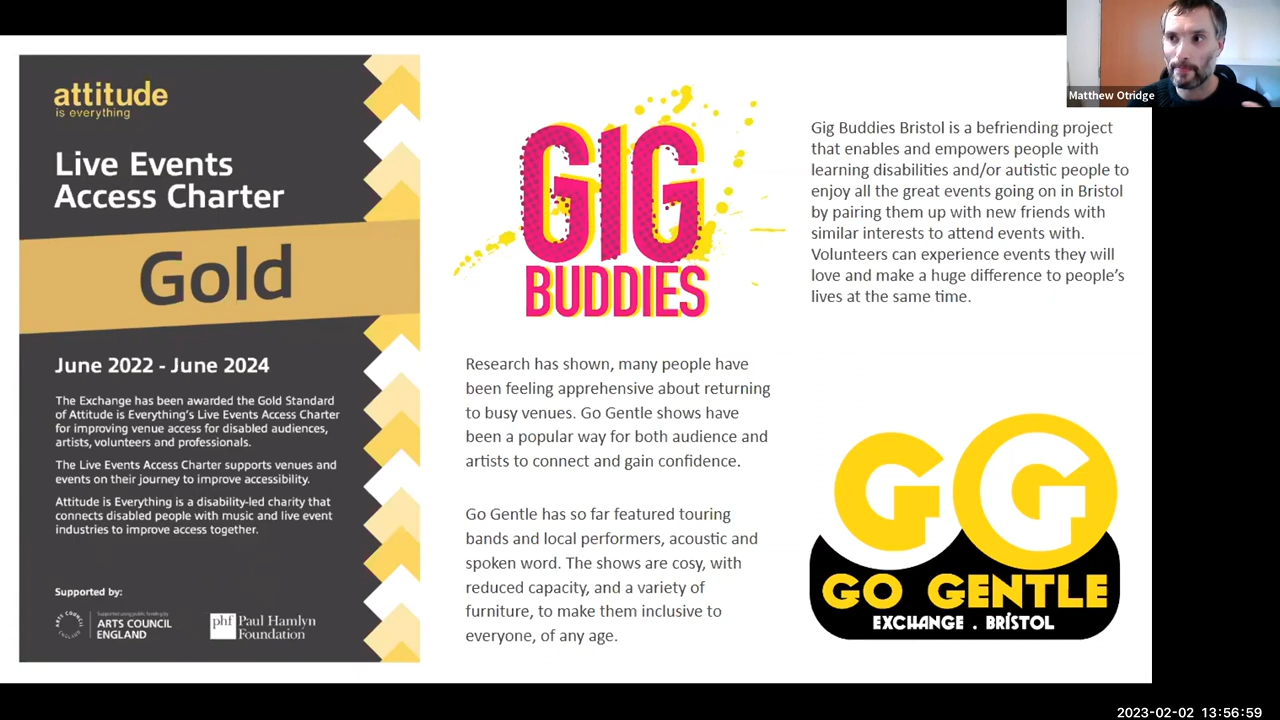 attitude
is everything
Live Events
Access Charter
Gold
June 2022 - June 2024
The Exchange has been awarded the Gold Standard
of Attitude is Everything's Live Events Access Charter
for improving venue access for disabled audiences,
artists, volunteers and professionals.
The Live Events Access Charter supports venues and
events on their journey to improve accessibility.
Attitude is Everything is a disability-led charity that
connects disabled people with music and live event
industries to improve access together.
Supported by:
Supported using public funding by
ARTS COUNCIL
ENGLAND
phf Paul Hamlyn
Foundation
GIG
BUDDIES
Research has shown, many people have
been feeling apprehensive about returning
to busy venues. Go Gentle shows have
been a popular way for both audience and
artists to connect and gain confidence.
Go Gentle has so far featured touring
bands and local performers, acoustic and
spoken word. The shows are cosy, with
reduced capacity, and a variety of
furniture, to make them inclusive to
everyone, of any age.
Matthew Otridge
Gig Buddies Bristol is a befriending project
that enables and empowers people with
learning disabilities and/or autistic people to
enjoy all the great events going on in Bristol
by pairing them up with new friends with
similar interests to attend events with.
Volunteers can experience events they will
love and make a huge difference to people's
lives at the same time.
GG
GO GENTLE
EXCHANGE . BRISTOL
2023-02-02 13:56:59